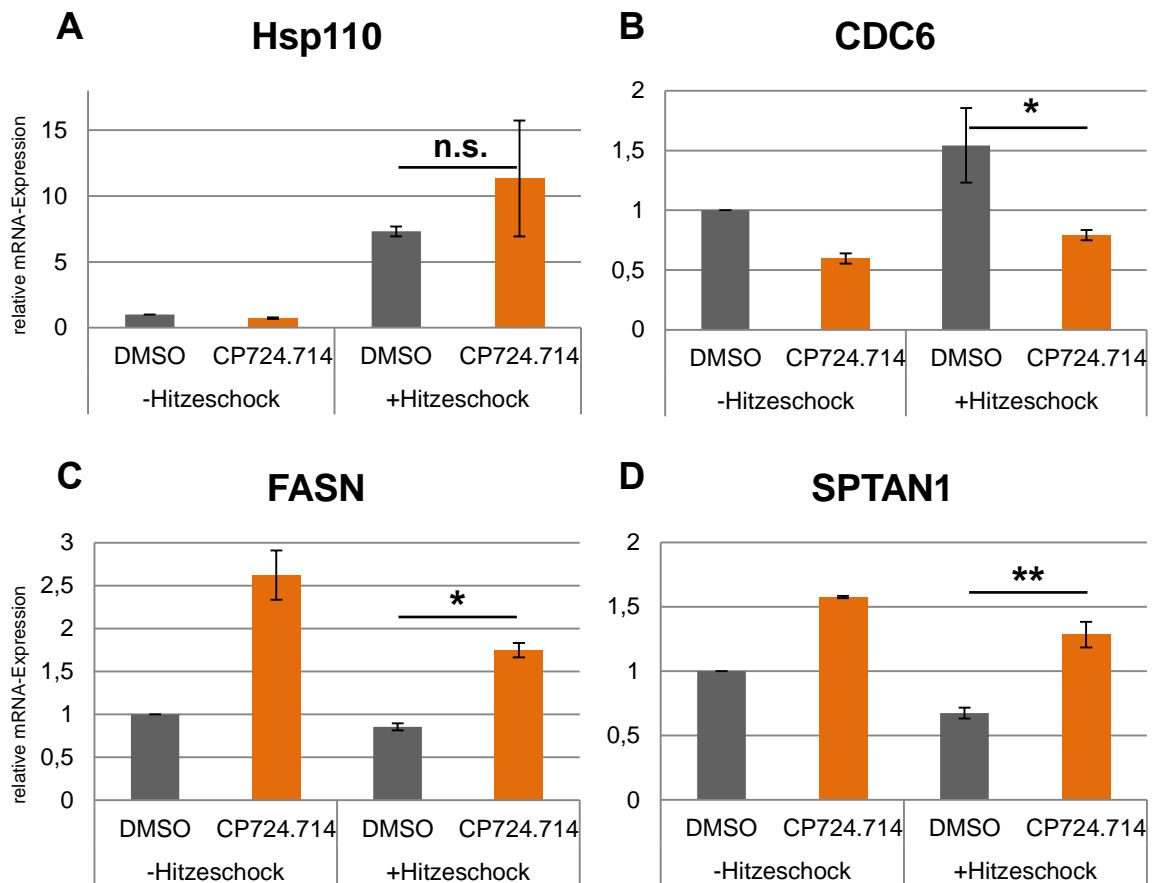 A
Hsp110
relative mRNA-Expression
15
10
5
0
n.s.
DMSO CP724.714 DMSO CP724.714
-Hitzeschock +Hitzeschock
B
CDC6
2
1,5
1
0,5
0
*
DMSO CP724.714 DMSO CP724.714
-Hitzeschock +Hitzeschock
C
FASN
relative mRNA-Expression
3
2,5
2
1,5
1
0,5
0
*
DMSO CP724.714 DMSO CP724.714
-Hitzeschock +Hitzeschock
D
SPTAN1
2
1,5
1
0,5
0
**
DMSO CP724.714 DMSO CP724.714
-Hitzeschock +Hitzeschock